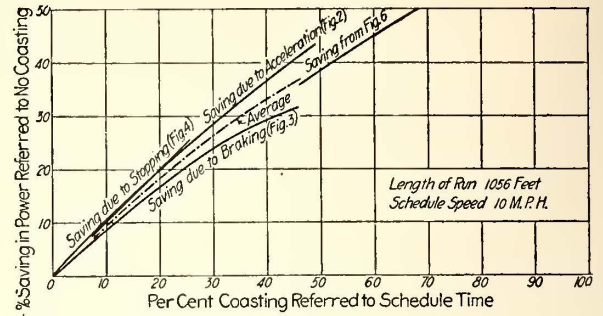 %Saving in Power Referred to No Coasting
50
40
30
20
10
0
Saving due to Stopping (Fig.4)
Saving due to Acceleration (Fig.2)
Saving from Fig.6
Average
Saving due to Braking (Fig.3)
Length of Run 1056 Feet
Schedule Speed 10 M.P.H.
0 10 20 30 40 50 60 70 80 90 100
Per Cent Coasting Referred to Schedule Time